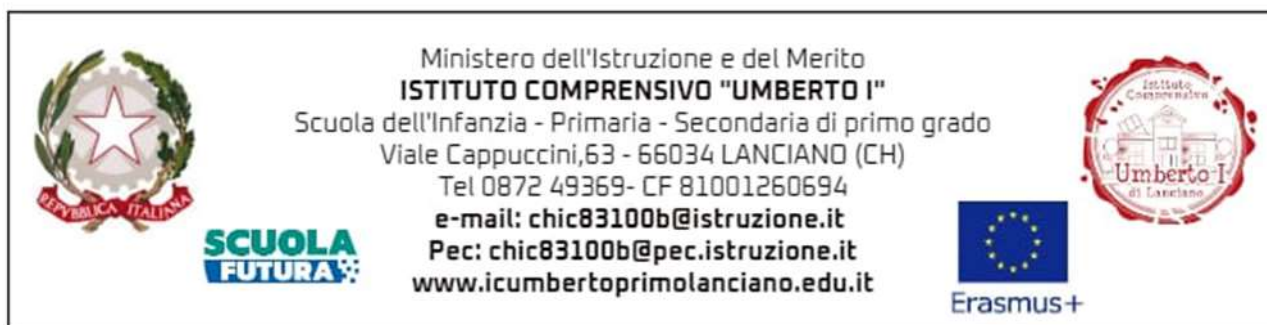 Ministero dell'Istruzione e del Merito
ISTITUTO COMPRENSIVO "UMBERTO I"
Scuola dell'Infanzia - Primaria - Secondaria di primo grado
Viale Cappuccini,63 - 66034 LANCIANO (CH)
Tel 0872 49369- CF 81001260694
e-mail: chic83100b@istruzione.it
Pec: chic83100b@pec.istruzione.it
www.icumbertoprimolanciano.edu.it
REPVBBLICA ITALIANA
SCUOLA
FUTURA
Istituto
Comprensivo
Umberto I
di Lanciano
Erasmus+